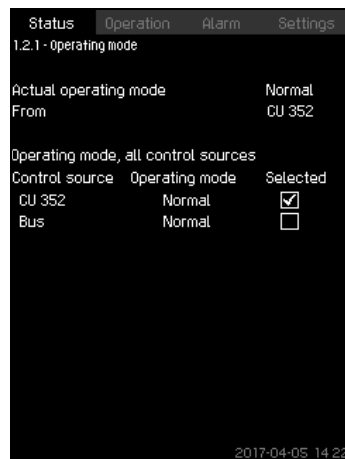 Status Operation Alarm Settings
1.2.1 - Operating mode
Actual operating mode Normal
From CU 352
Operating mode, all control sources
Control source Operating mode Selected
CU 352 Normal
Bus Normal
2017-04-05 14:22